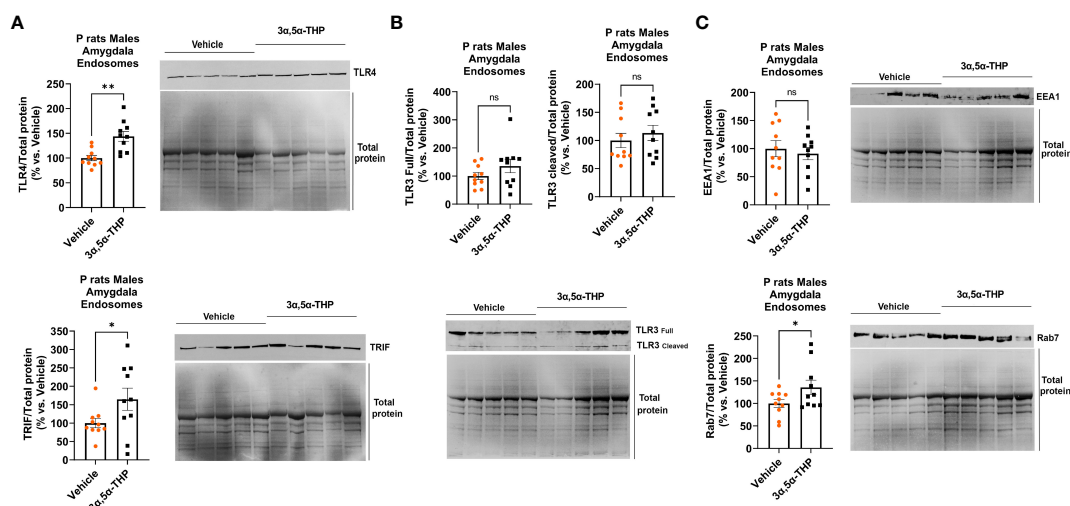 A
P rats Males
Amygdala
Endosomes
TLR4/Total protein
(% vs. Vehicle)
250
200
150
100
50
0
**
Vehicle
3α,5α-THP
Vehicle
3α,5α-THP
TLR4
Total
protein
P rats Males
Amygdala
Endosomes
TRIF/Total protein
(% vs. Vehicle)
350
300
250
200
150
100
50
0
*
Vehicle
3α,5α-THP
Vehicle
3α,5α-THP
TRIF
Total
protein
B
P rats Males
Amygdala
Endosomes
TLR3 Full/Total protein
(% vs. Vehicle)
400
300
200
100
0
ns
Vehicle
3α,5α-THP
P rats Males
Amygdala
Endosomes
TLR3 cleaved/Total protein
(% vs. Vehicle)
200
150
100
50
0
ns
Vehicle
3α,5α-THP
Vehicle
3α,5α-THP
TLR3 Full
TLR3 Cleaved
Total
protein
C
P rats Males
Amygdala
Endosomes
EEA1/Total protein
(% vs. Vehicle)
200
150
100
50
0
ns
Vehicle
3α,5α-THP
Vehicle
3α,5α-THP
EEA1
Total
protein
P rats Males
Amygdala
Endosomes
Rab7/Total protein
(% vs. Vehicle)
250
200
150
100
50
0
*
Vehicle
3α,5α-THP
Vehicle
3α,5α-THP
Rab7
Total
protein